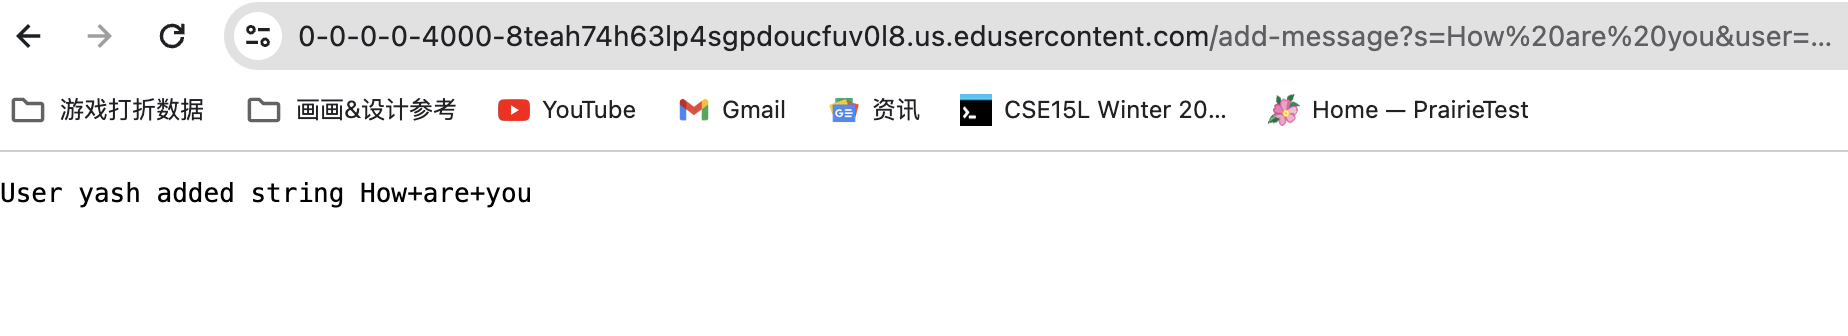 0-0-0-0-4000-8teah74h63lp4sgpdoucfuv0l8.us.edusercontent.com/add-message?s=How%20are%20you&user=...
游戏打折数据 画画&设计参考 YouTube Gmail GE 资讯 CSE15L Winter 20... Home — PrairieTest
User yash added string How+are+you